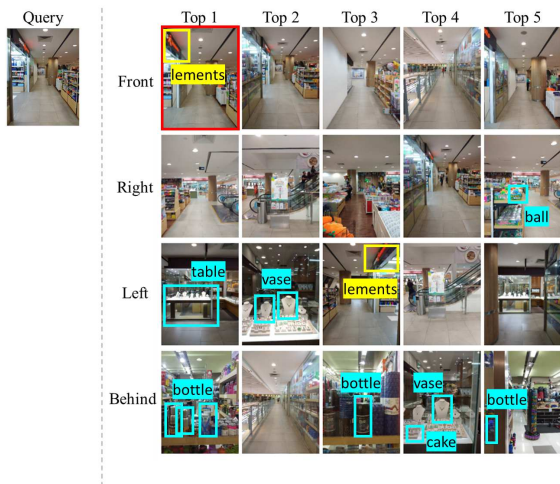 Query
Top 1 Top 2 Top 3 Top 4 Top 5
Front
lements
Right
ball
Left
table
vase
lements
Behind
bottle
bottle
vase
cake
bottle